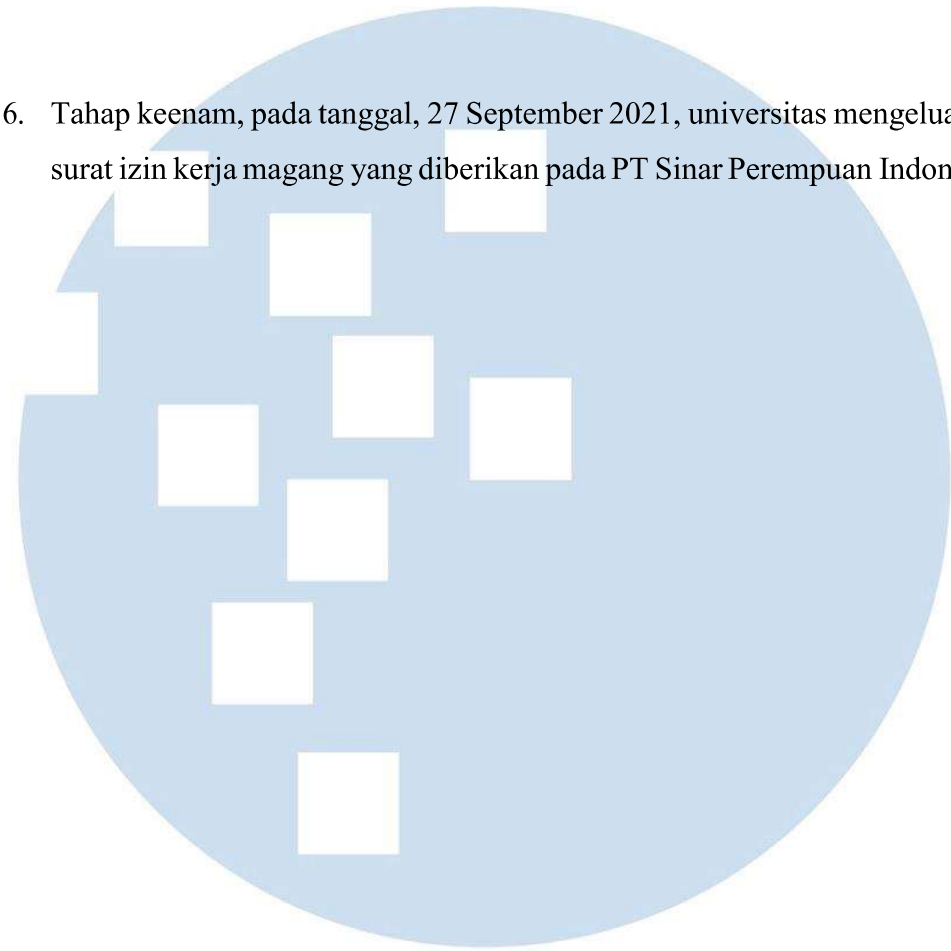 6. Tahap keenam, pada tanggal, 27 September 2021, universitas mengelua
surat izin kerja magang yang diberikan pada PT Sinar Perempuan Indon